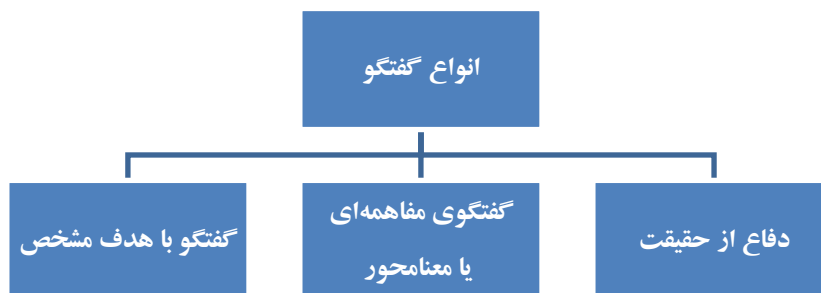 انواع گفتگو
دفاع از حقیقت
گفتگوی مفاهمه‌ای
یا معنامحور
گفتگو با هدف مشخص